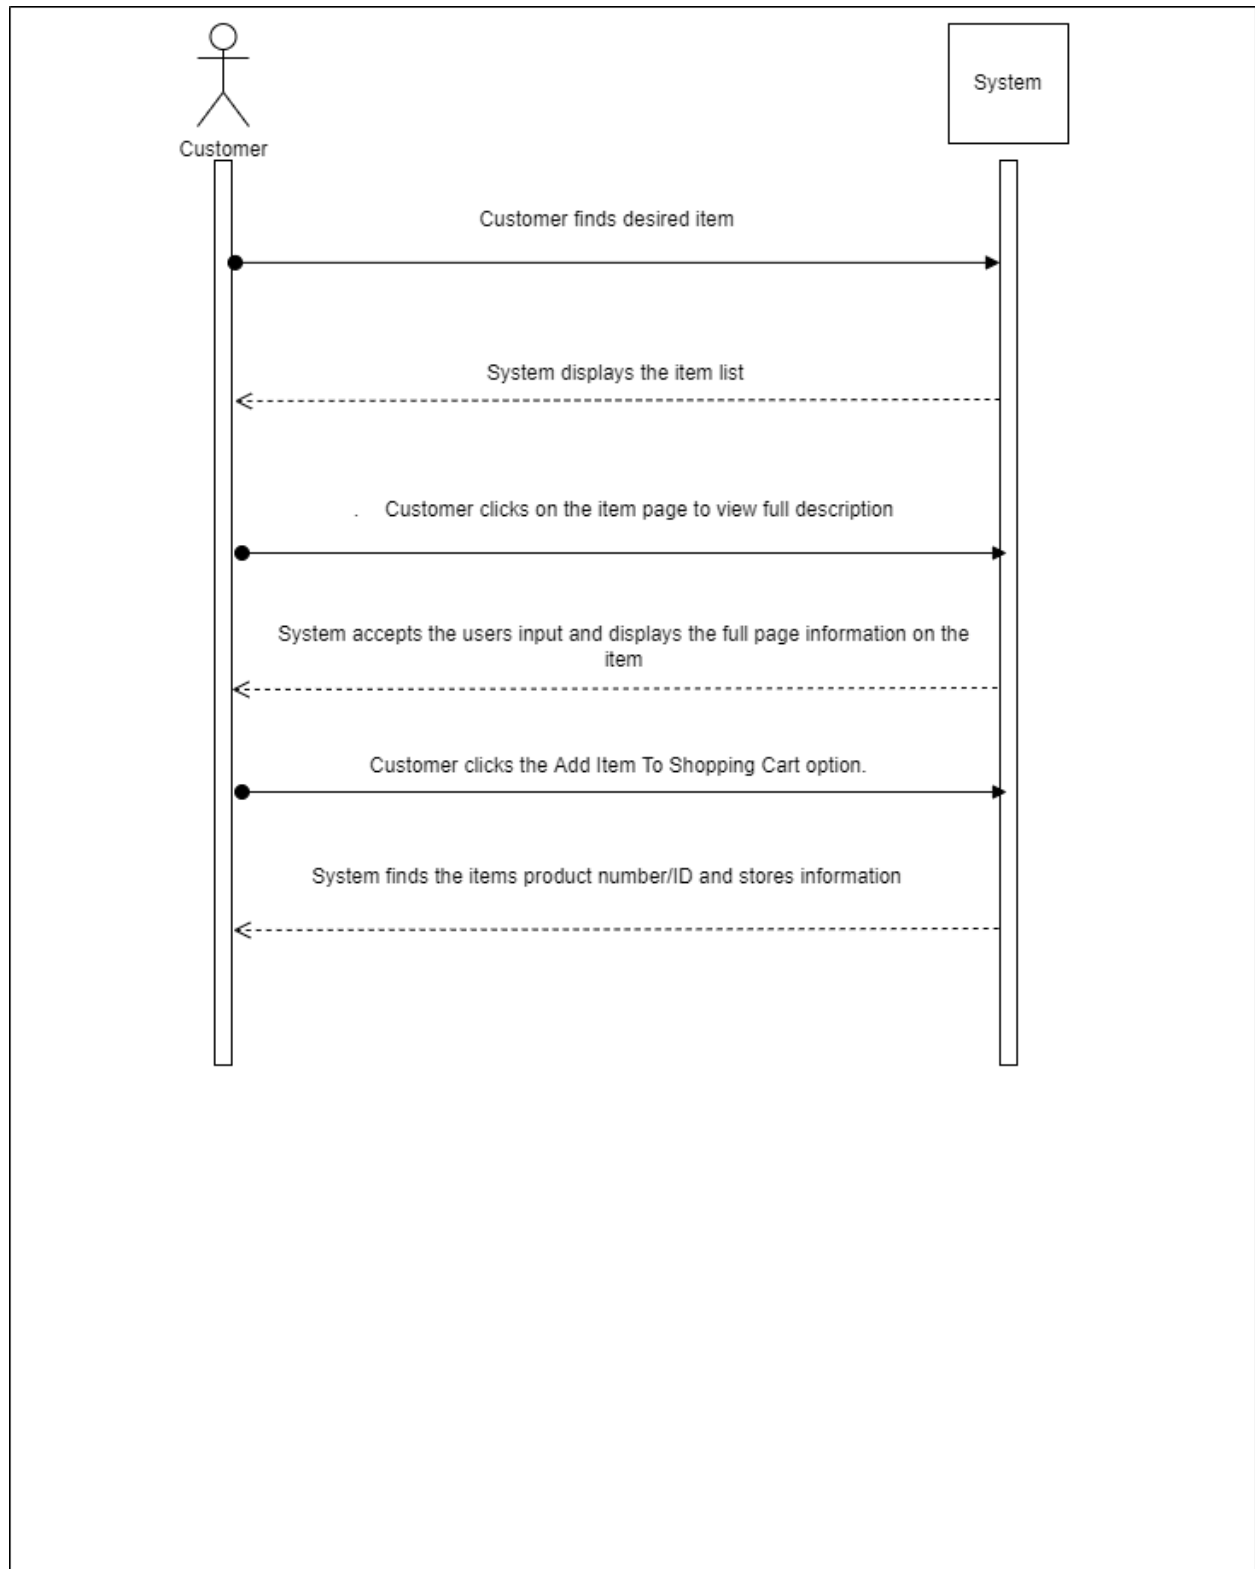 System
Customer
Customer finds desired item
System displays the item list
. Customer clicks on the item page to view full description
System accepts the users input and displays the full page information on the
item
Customer clicks the Add Item To Shopping Cart option.
System finds the items product number/ID and stores information